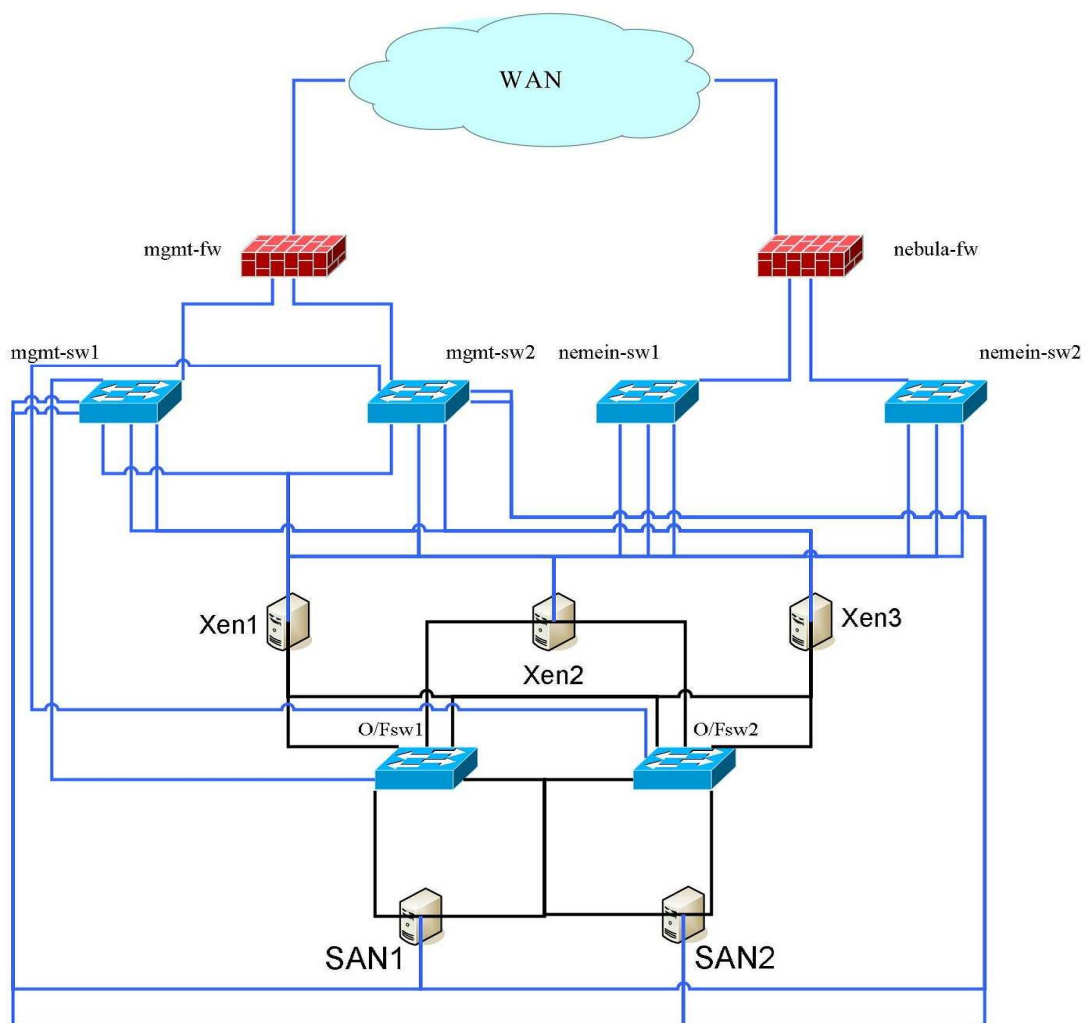 WAN
mgmt-fw
nebula-fw
mgmt-sw1
mgmt-sw2
nemein-sw1
nemein-sw2
Xen1
Xen2
Xen3
O/Fsw1
O/Fsw2
SAN1
SAN2